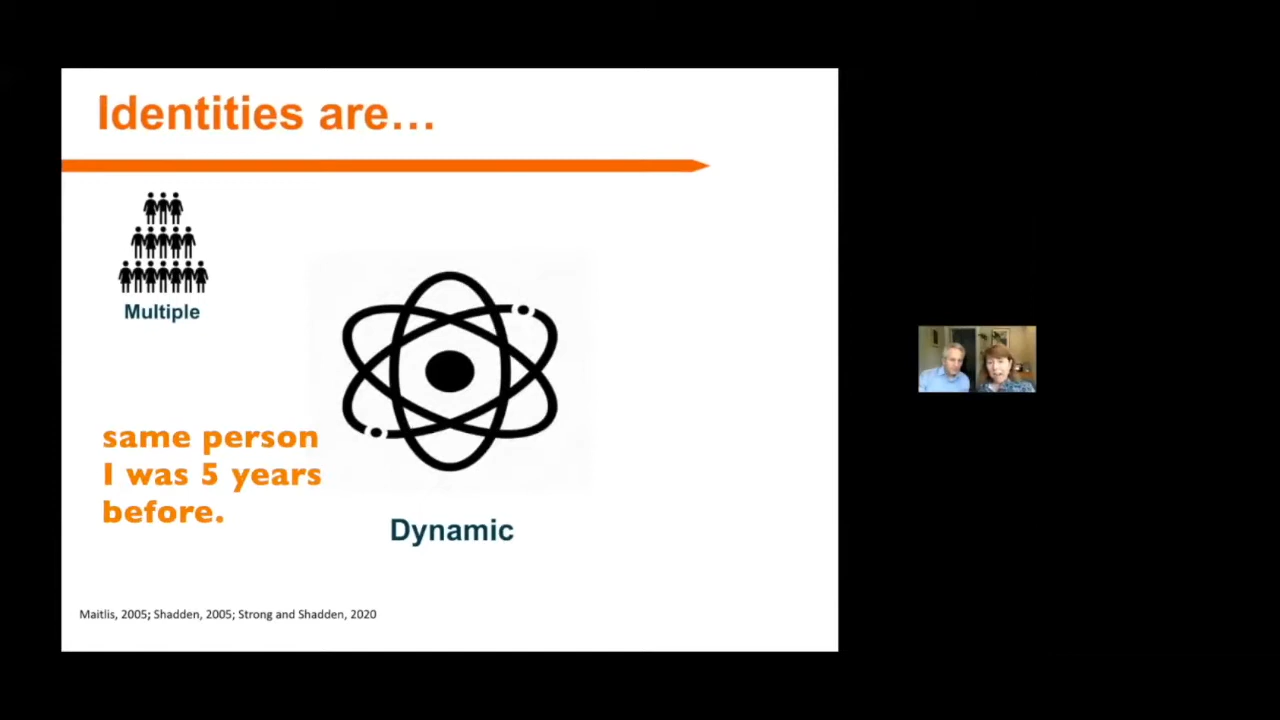 Identities are…
Multiple
same person
I was 5 years
before.
Dynamic
Maitlis, 2005; Shadden, 2005; Strong and Shadden, 2020